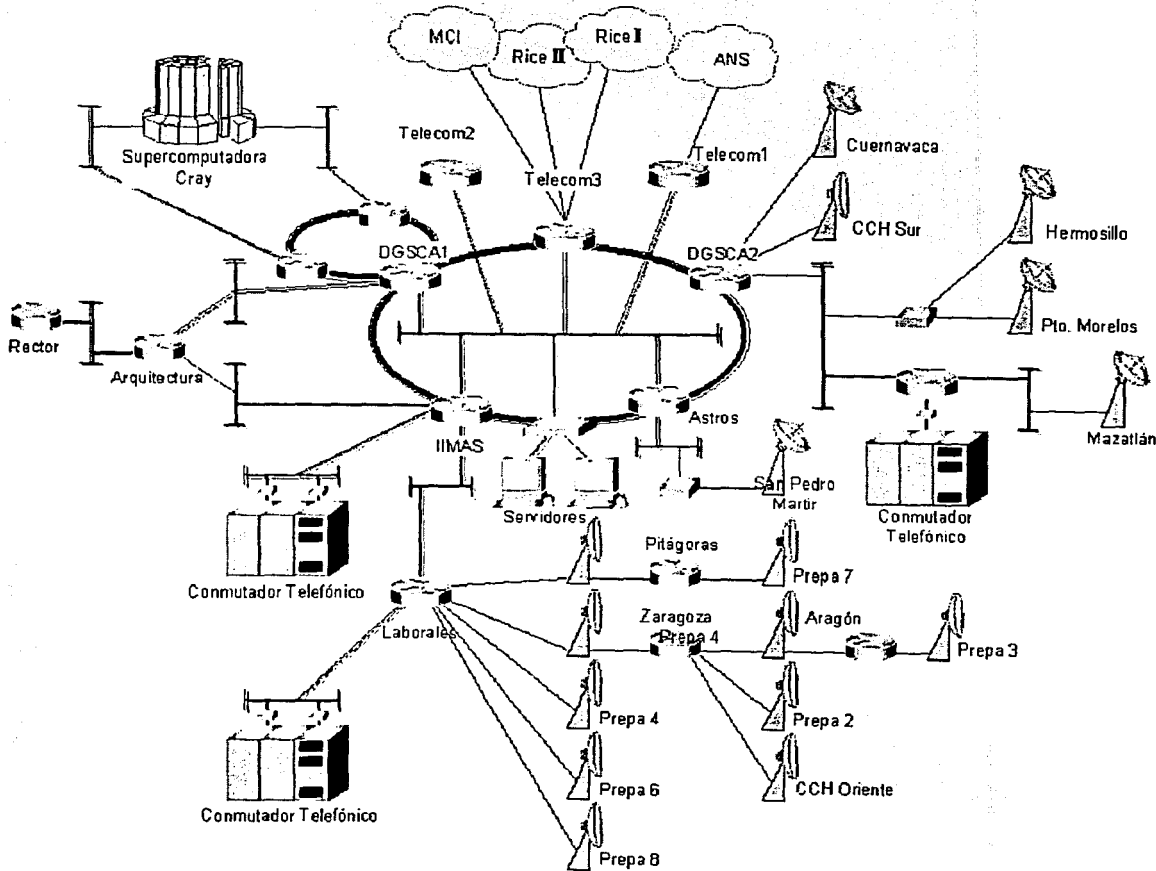 MCI
Rice III
Rice II
ANS
Supercomputadora
Cray
Telecom2
Telecom3
Telecom1
Cuernavaca
CCH Sur
Hermosillo
DGSCA1
DGSCA2
Pto. Morelos
Rector
Arquitectura
IIMAS
Astros
Mazatlán
Servidores
San Pedro
Martir
Conmutador
Telefónico
Conmutador Telefónico
Pitágoras
Prepa 7
Laborales
Zaragoza
Prepa 4
Aragón
Prepa 3
Prepa 4
Prepa 2
Prepa 6
CCH Oriente
Conmutador Telefónico
Prepa 8